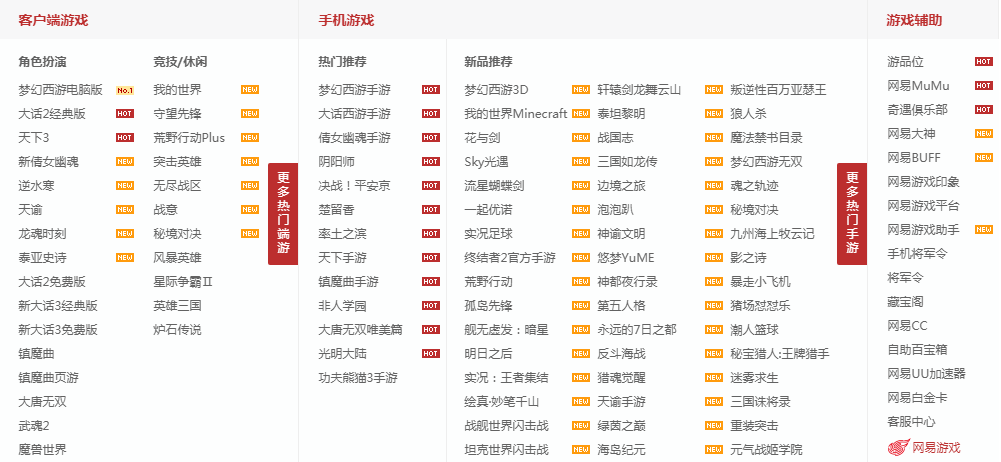 客户端游戏
角色扮演
梦幻西游电脑版 No.1
大话2经典版 HOT
天下3 HOT
新倩女幽魂 NEW
逆水寒 NEW
天谕 NEW
龙魂时刻 NEW
泰亚史诗 NEW
大话2免费版
新大话3经典版
新大话3免费版
镇魔曲
镇魔曲页游
大唐无双
武魂2
魔兽世界
竞技/休闲
我的世界 NEW
守望先锋 NEW
荒野行动Plus NEW
突击英雄 NEW
无尽战区 NEW
战意 NEW
秘境对决 NEW
风暴英雄
星际争霸Ⅱ
英雄三国
炉石传说
更多热门端游
手机游戏
热门推荐
梦幻西游手游 HOT
大话西游手游 HOT
倩女幽魂手游 HOT
阴阳师 HOT
决战！平安京 HOT
楚留香 HOT
率土之滨 HOT
天下手游 HOT
镇魔曲手游 HOT
非人学园 HOT
大唐无双唯美篇 HOT
光明大陆 HOT
功夫熊猫3手游
新品推荐
梦幻西游3D NEW
我的世界Minecraft NEW
花与剑 NEW
Sky光遇 NEW
流星蝴蝶剑 NEW
一起优诺 NEW
实况足球 NEW
终结者2官方手游 NEW
荒野行动 NEW
孤岛先锋 NEW
舰无虚发：暗星 NEW
明日之后 NEW
实况：王者集结 NEW
绘真·妙笔千山 NEW
战舰世界闪击战 NEW
坦克世界闪击战 NEW
轩辕剑龙舞云山 NEW
泰坦黎明 NEW
战国志 NEW
三国如龙传 NEW
边境之旅 NEW
泡泡趴 NEW
神谕文明 NEW
悠梦YuME NEW
神都夜行录 NEW
第五人格 NEW
永远的7日之都 NEW
反斗海战 NEW
猎魂觉醒 NEW
天谕手游 NEW
绿茵之巅 NEW
海岛纪元 NEW
叛逆性百万亚瑟王
狼人杀
魔法禁书目录
梦幻西游无双
魂之轨迹
秘境对决
九州海上牧云记
影之诗
暴走小飞机
猪场怼怼乐
潮人篮球
秘宝猎人:王牌猎手
迷雾求生
三国诛将录
重装突击
元气战姬学院
更多热门手游
游戏辅助
游品位 HOT
网易MuMu HOT
奇遇俱乐部 HOT
网易大神 NEW
网易BUFF NEW
网易游戏印象
网易游戏平台
网易游戏助手 NEW
手机将军令
将军令
藏宝阁
网易CC
自助百宝箱
网易UU加速器
网易白金卡
客服中心
网易游戏